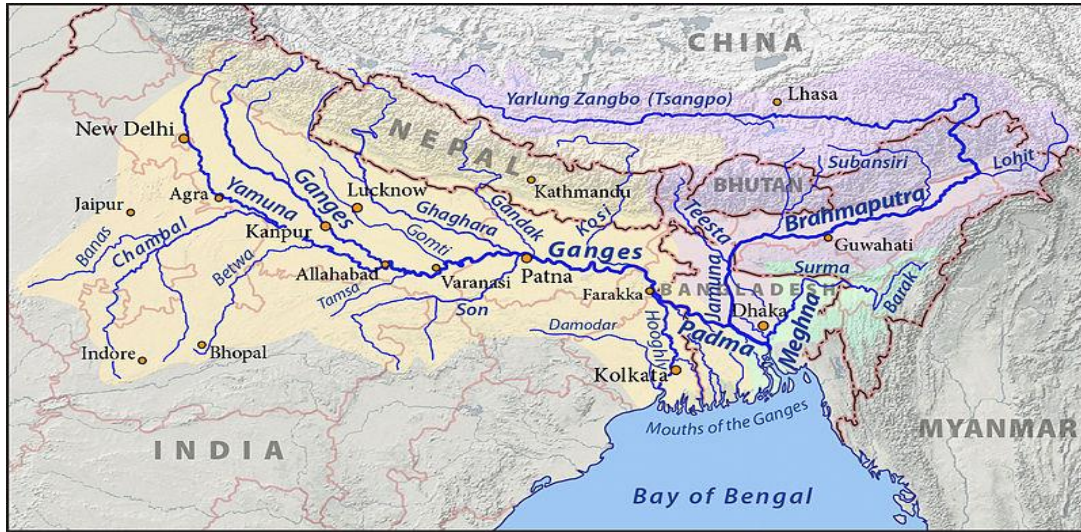 CHINA
Yarlung Zangbo (Tsangpo)
Lhasa
New Delhi
NEPAL
Subansiri
Lohit
BHUTAN
Kathmandu
Agra
Jaipur
Yamuna
Ganges
Lucknow
Ghaghara
Gandak
Kosi
Teesta
Brahmaputra
Guwahati
Banas
Chambal
Kanpur
Gomti
Betwa
Ganges
Allahabad
Varanasi
Patna
Surma
Tamsa
Son
Farakka
BANGLADESH
Jamuna
Barak
Dhaka
Meghna
Damodar
Hooghly
Padma
Indore
Bhopal
Kolkata
Mouths of the Ganges
INDIA
MYANMAR
Bay of Bengal